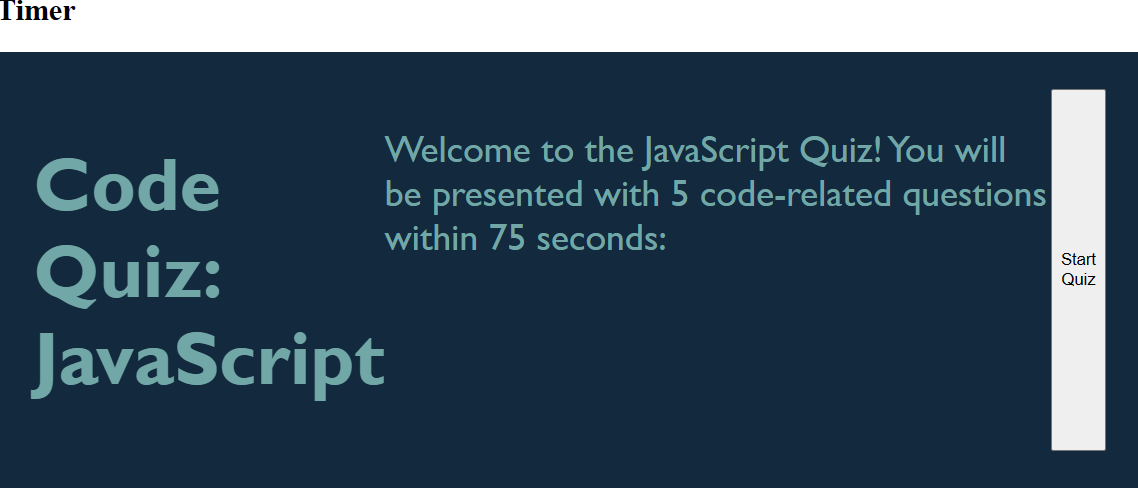 Timer
Code
Quiz:
JavaScript
Welcome to the JavaScript Quiz! You will
be presented with 5 code-related questions
within 75 seconds:
Start
Quiz